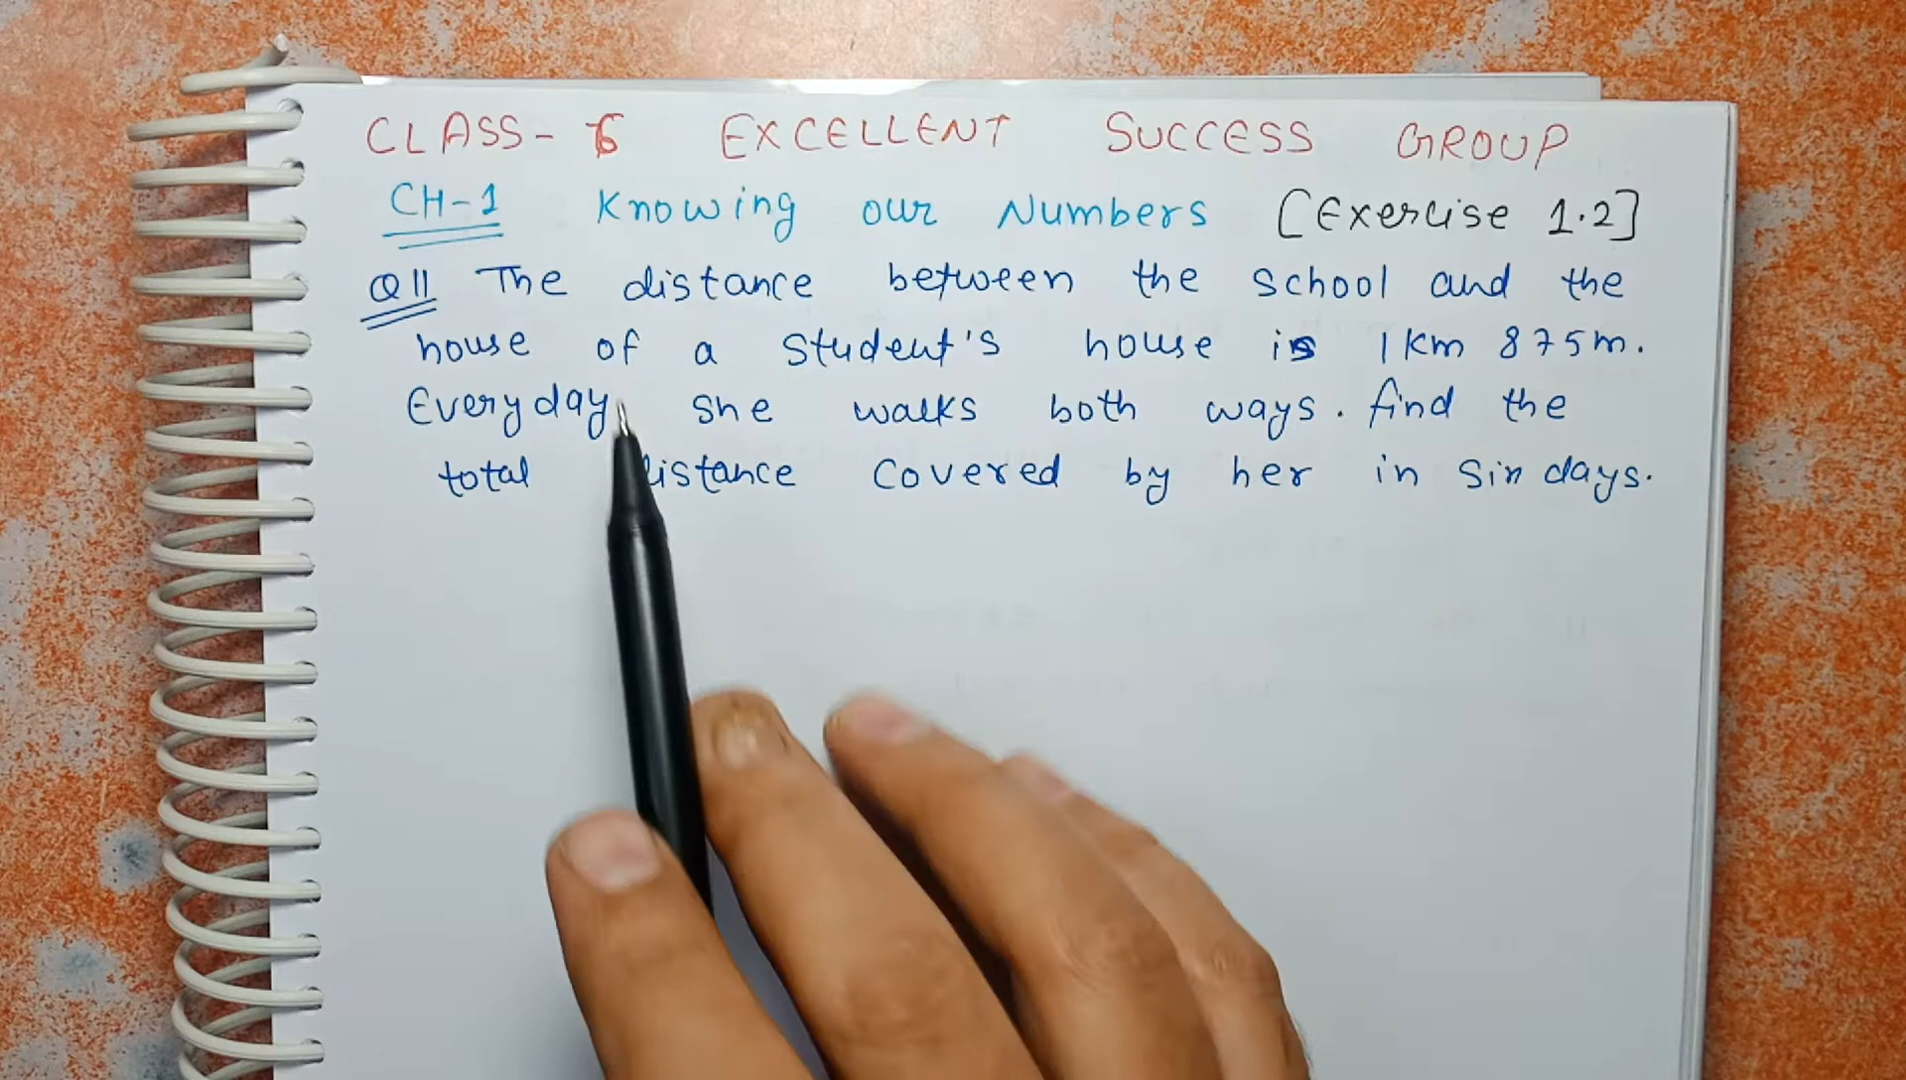 CLASS-6 EXCELLENT SUCCESS GROUP
CH-1 Knowing our Numbers [Exercise 1.2]
Q11 The distance between the school and the
house of a student's house is 1 km 875m.
Everyday she walks both ways. find the
total distance covered by her in Six days.